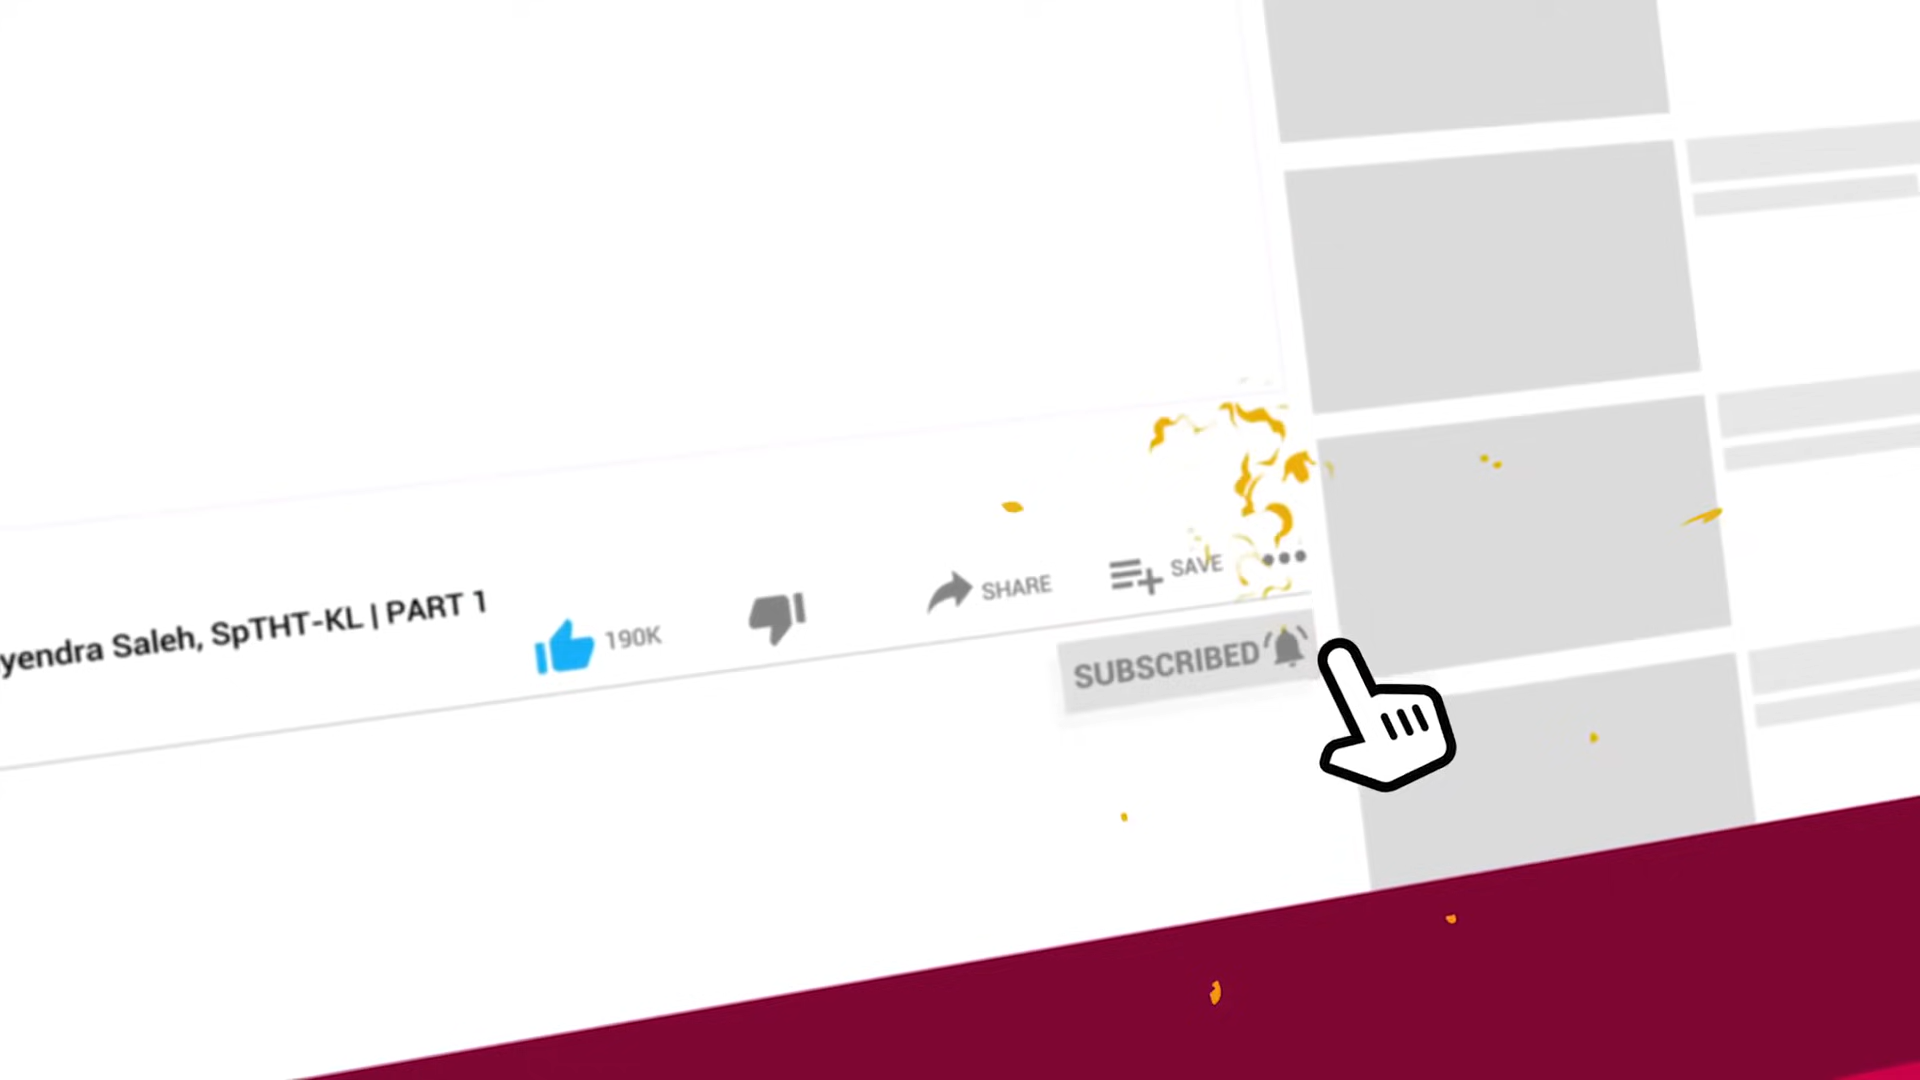 yendra Saleh, SpTHT-KL | PART 1
190K
SHARE
SAVE
SUBSCRIBED